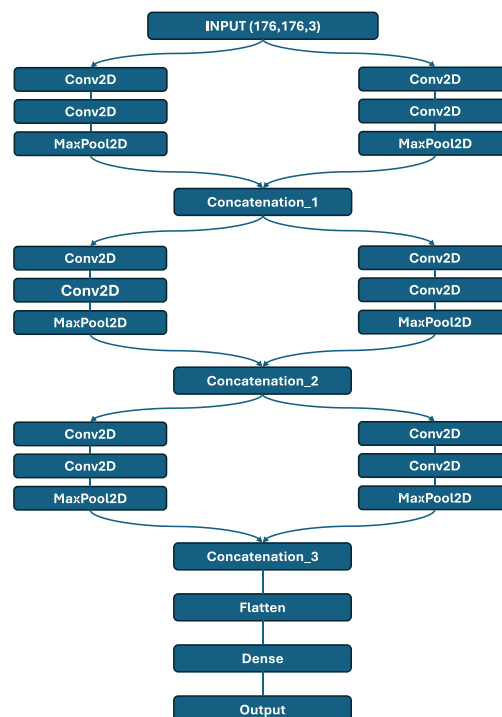 INPUT (176,176,3)
Conv2D
Conv2D
Conv2D
Conv2D
MaxPool2D
MaxPool2D
Concatenation_1
Conv2D
Conv2D
Conv2D
Conv2D
MaxPool2D
MaxPool2D
Concatenation_2
Conv2D
Conv2D
Conv2D
Conv2D
MaxPool2D
MaxPool2D
Concatenation_3
Flatten
Dense
Output